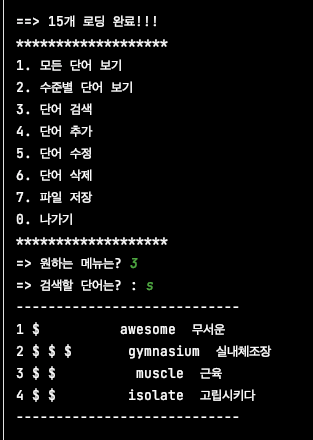 ==> 15개 로딩 완료!!!
*******************
1. 모든 단어 보기
2. 수준별 단어 보기
3. 단어 검색
4. 단어 추가
5. 단어 수정
6. 단어 삭제
7. 파일 저장
0. 나가기
*******************
=> 원하는 메뉴는? 3
=> 검색할 단어는? : s
----------------------------
1 $ awesome 무서운
2 $ $ $ gymnasium 실내체조장
3 $ $ muscle 근육
4 $ $ isolate 고립시키다
----------------------------